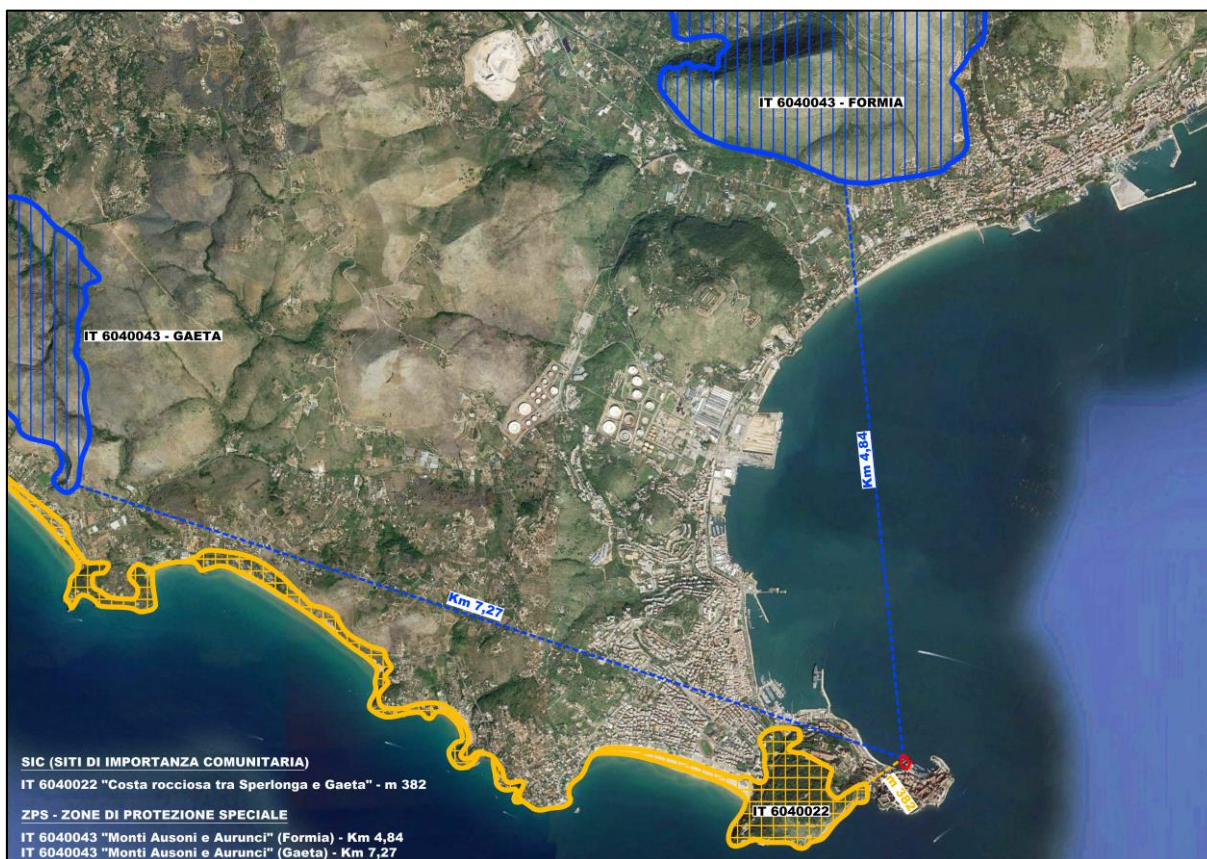 IT 6040043 - FORMIA
IT 6040043 - GAETA
Km 4,84
Km 7,27
m 382
IT 6040022
SIC (SITI DI IMPORTANZA COMUNITARIA)
IT 6040022 "Costa rocciosa tra Sperlonga e Gaeta" - m 382
ZPS - ZONE DI PROTEZIONE SPECIALE
IT 6040043 "Monti Ausoni e Aurunci" (Formia) - Km 4,84
IT 6040043 "Monti Ausoni e Aurunci" (Gaeta) - Km 7,27